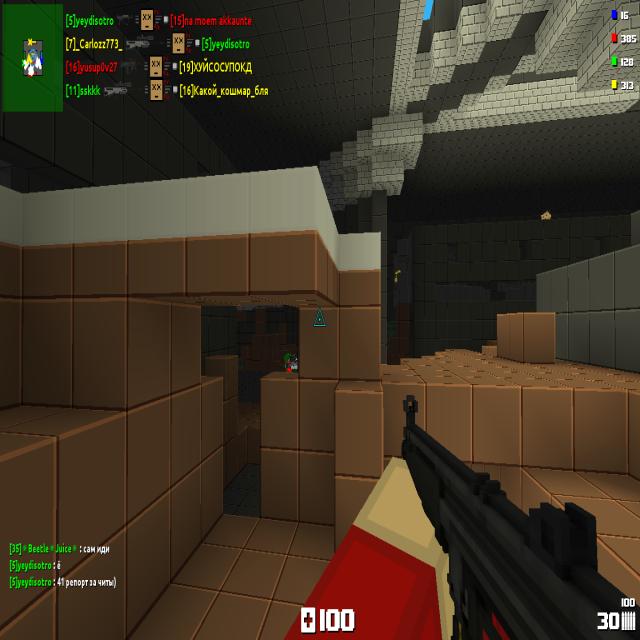 [5]yeydisotro [15]na moem akkaunte
[7]_Carlozz773_ [5]yeydisotro
[16]yusup0v27 [19]ХУЙСОСУПОКД
[11]sskkk [16]Какой_кошмар_бля
16
385
128
313
[35] Beetle Juice : сам иди
[5]yeydisotro : ё
[5]yeydisotro : 41 репорт за читы)
100
100
30